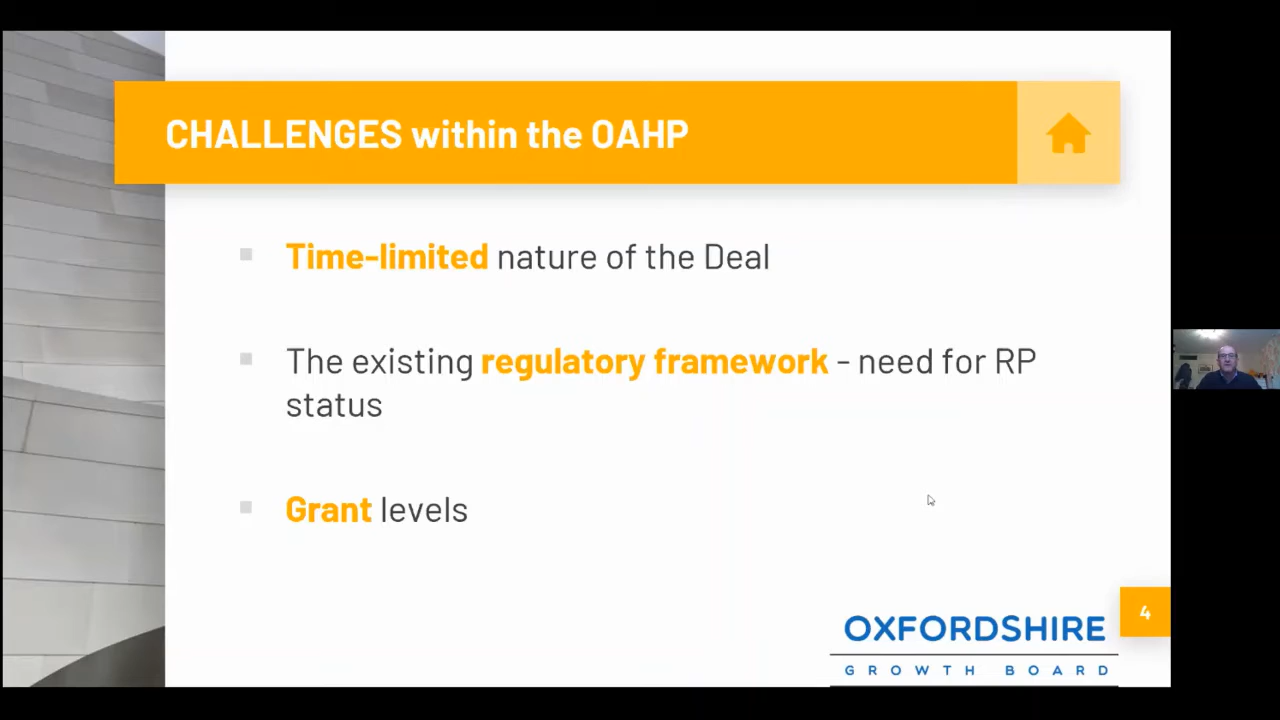 CHALLENGES within the OAHP
Time-limited nature of the Deal
The existing regulatory framework - need for RP
status
Grant levels
4
OXFORDSHIRE
GROWTH BOARD